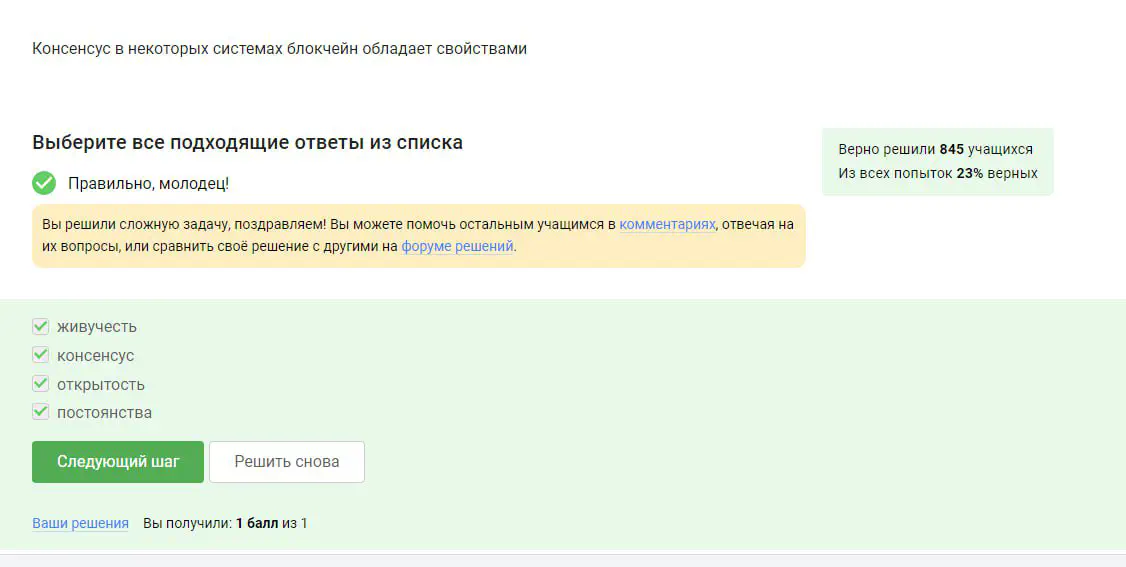 Консенсус в некоторых системах блокчейн обладает свойствами
Выберите все подходящие ответы из списка
Правильно, молодец!
Вы решили сложную задачу, поздравляем! Вы можете помочь остальным учащимся в комментариях, отвечая на
их вопросы, или сравнить своё решение с другими на форуме решений.
Верно решили 845 учащихся
Из всех попыток 23% верных
живучесть
консенсус
открытость
постоянства
Следующий шаг
Решить снова
Ваши решения Вы получили: 1 балл из 1